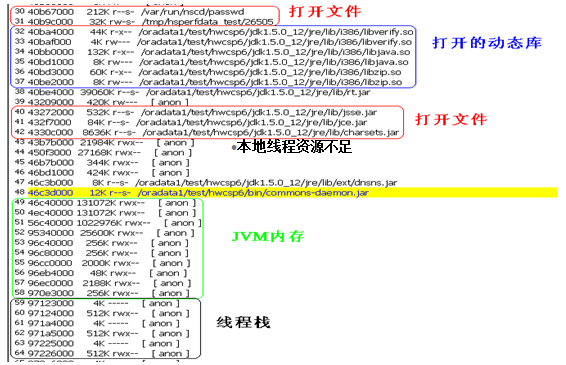 30 40b67000 212K r--s- /var/run/nscd/passwd
打开文件
31 40b9c000 32K rw-s- /tmp/hsperfdata_test/26505
32 40ba4000 44K r-x-- /oradata1/test/hwcsp6/jdk1.5.0_12/jre/lib/i386/libverify.so
33 40baf000 4K rw--- /oradata1/test/hwcsp6/jdk1.5.0_12/jre/lib/i386/libverify.so
34 40bb0000 132K r-x-- /oradata1/test/hwcsp6/jdk1.5.0_12/jre/lib/i386/libjava.so
打开的动态库
35 40bd1000 8K rw--- /oradata1/test/hwcsp6/jdk1.5.0_12/jre/lib/i386/libjava.so
36 40bd3000 60K r-x-- /oradata1/test/hwcsp6/jdk1.5.0_12/jre/lib/i386/libzip.so
37 40be2000 8K rw--- /oradata1/test/hwcsp6/jdk1.5.0_12/jre/lib/i386/libzip.so
38 40be4000 39060K r--s- /oradata1/test/hwcsp6/jdk1.5.0_12/jre/lib/rt.jar
39 43209000 420K rw--- [ anon ]
40 43272000 532K r--s- /oradata1/test/hwcsp6/jdk1.5.0_12/jre/lib/jsse.jar
41 432f7000 84K r--s- /oradata1/test/hwcsp6/jdk1.5.0_12/jre/lib/jce.jar
打开文件
42 4330c000 8636K r--s- /oradata1/test/hwcsp6/jdk1.5.0_12/jre/lib/charsets.jar
43 43b7b000 21984K rwx-- [ anon ]
本地线程资源不足
44 450f3000 27168K rwx-- [ anon ]
45 46b7b000 344K rwx-- [ anon ]
46 46bd1000 424K rwx-- [ anon ]
47 46c3b000 8K r--s- /oradata1/test/hwcsp6/jdk1.5.0_12/jre/lib/ext/dnsns.jar
48 46c3d000 12K r--s- /oradata1/test/hwcsp6/bin/commons-daemon.jar
49 46c40000 131072K rwx-- [ anon ]
50 4ec40000 131072K rwx-- [ anon ]
51 56c40000 1022976K rwx-- [ anon ]
52 95340000 25600K rwx-- [ anon ]
JVM内存
53 96c40000 256K rwx-- [ anon ]
54 96c80000 256K rwx-- [ anon ]
55 96cc0000 2000K rwx-- [ anon ]
56 96eb4000 48K rwx-- [ anon ]
57 96ec0000 2188K rwx-- [ anon ]
58 970e3000 256K rwx-- [ anon ]
59 97123000 4K ----- [ anon ]
60 97124000 512K rwx-- [ anon ]
线程栈
61 971a4000 4K ----- [ anon ]
62 971a5000 512K rwx-- [ anon ]
63 97225000 4K ----- [ anon ]
64 97226000 512K rwx-- [ anon ]